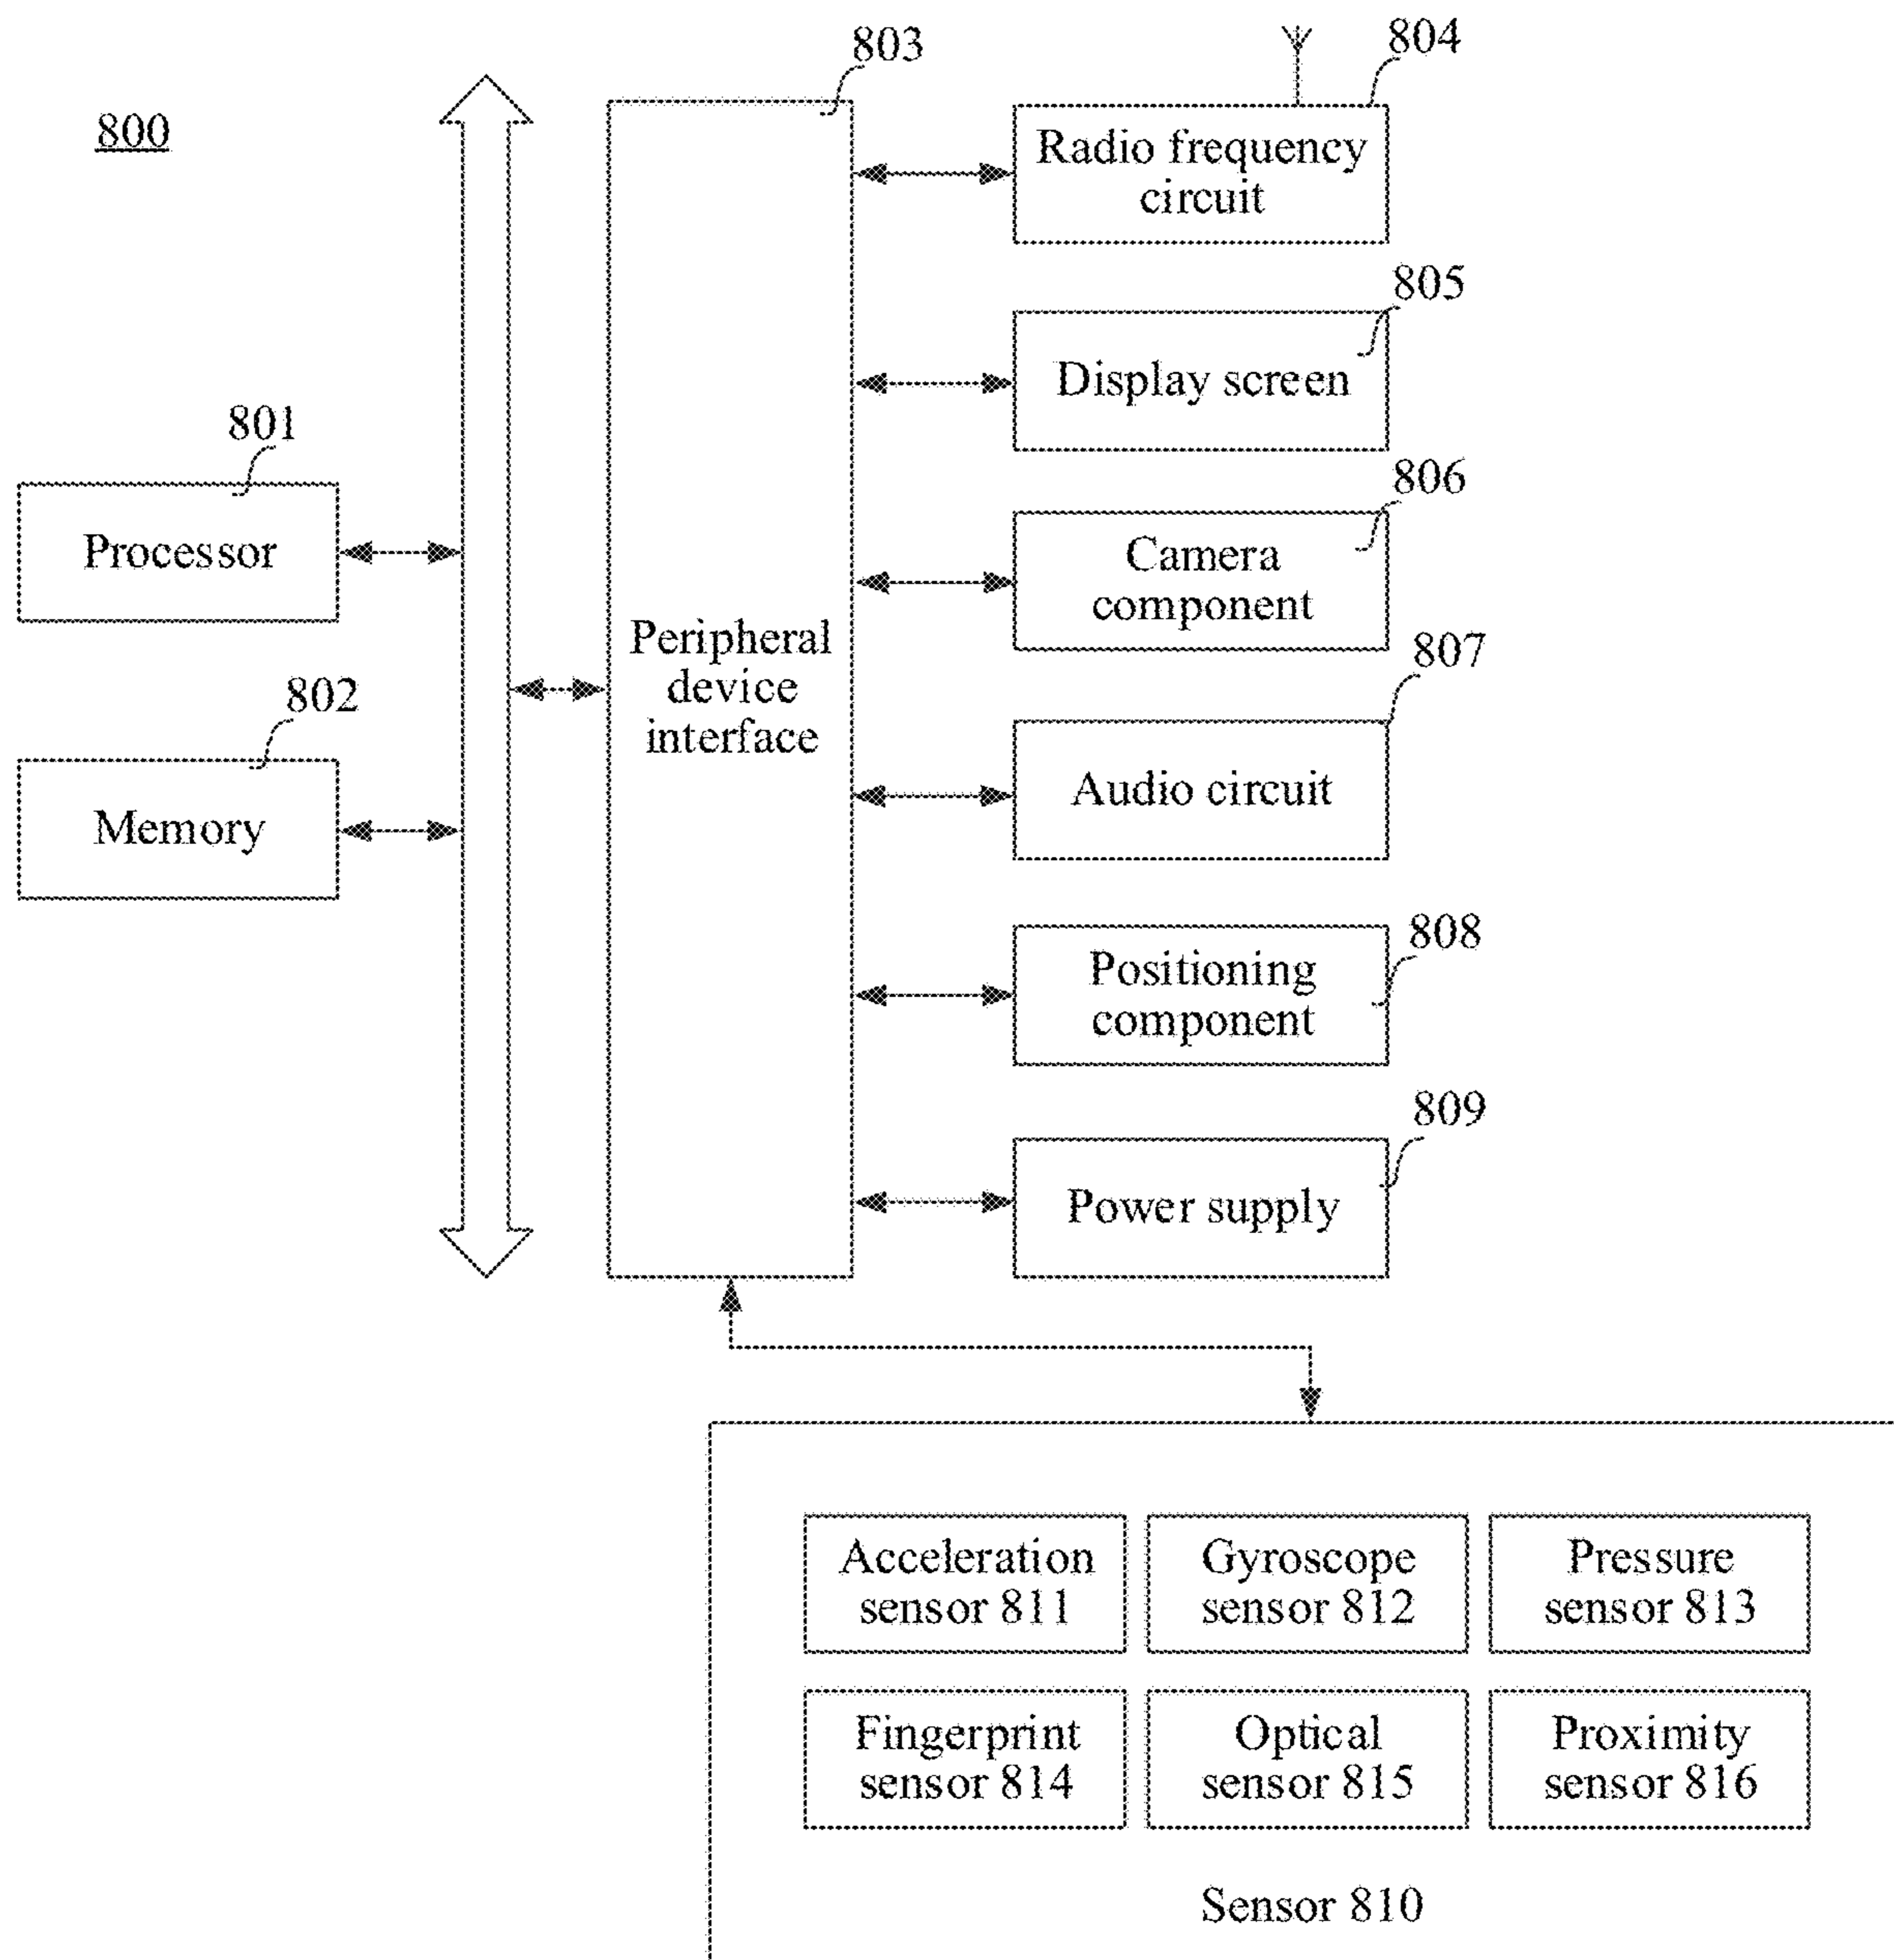 800
803
804
Radio frequency
circuit
805
Display screen
801
Processor
806
Camera
component
Peripheral
device
interface
802
Memory
807
Audio circuit
808
Positioning
component
809
Power supply
Acceleration
sensor 811
Gyroscope
sensor 812
Pressure
sensor 813
Fingerprint
sensor 814
Optical
sensor 815
Proximity
sensor 816
Sensor 810